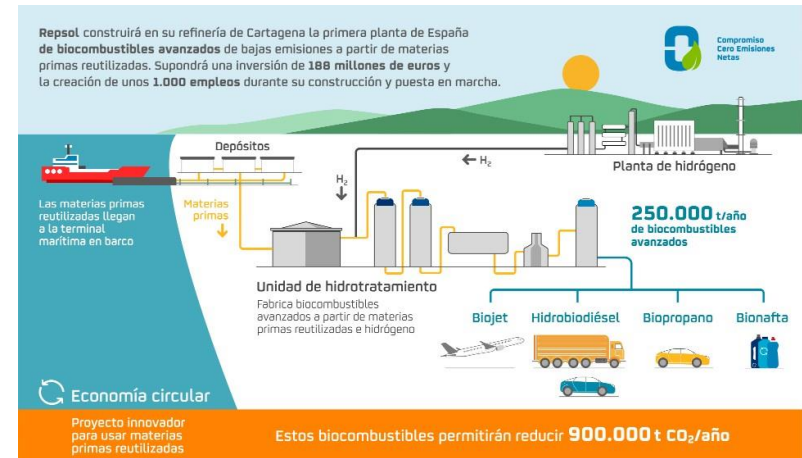 Repsol construirá en su refinería de Cartagena la primera planta de España
de biocombustibles avanzados de bajas emisiones a partir de materias
primas reutilizadas. Supondrá una inversión de 188 millones de euros y
la creación de unos 1.000 empleos durante su construcción y puesta en marcha.
Compromiso
Cero Emisiones
Netas
Depósitos
H2
Planta de hidrógeno
H2
Las materias primas
reutilizadas llegan
a la terminal
marítima en barco
Materias
primas
250.000 t/año
de biocombustibles
avanzados
Unidad de hidrotratamiento
Fabrica biocombustibles
avanzados a partir de materias
primas reutilizadas e hidrógeno
Biojet
Hidrobiodiésel
Biopropano
Bionafta
Economía circular
Proyecto innovador
para usar materias
primas reutilizadas
Estos biocombustibles permitirán reducir 900.000 t CO2/año